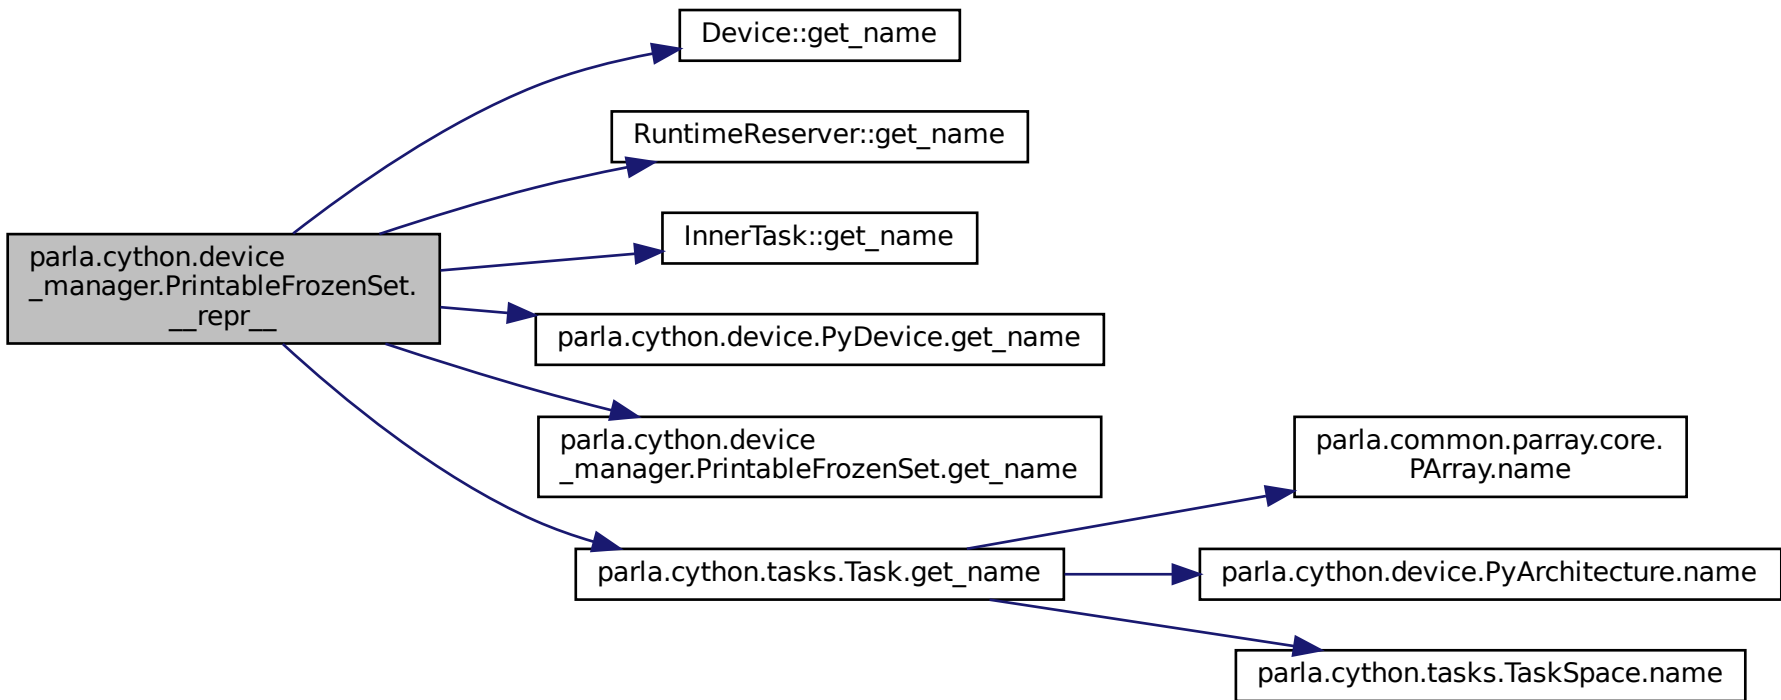 Device::get_name
RuntimeReserver::get_name
InnerTask::get_name
parla.cython.device
_manager.PrintableFrozenSet.
__repr__
parla.cython.device.PyDevice.get_name
parla.cython.device
_manager.PrintableFrozenSet.get_name
parla.common.parray.core.
PArray.name
parla.cython.tasks.Task.get_name
parla.cython.device.PyArchitecture.name
parla.cython.tasks.TaskSpace.name